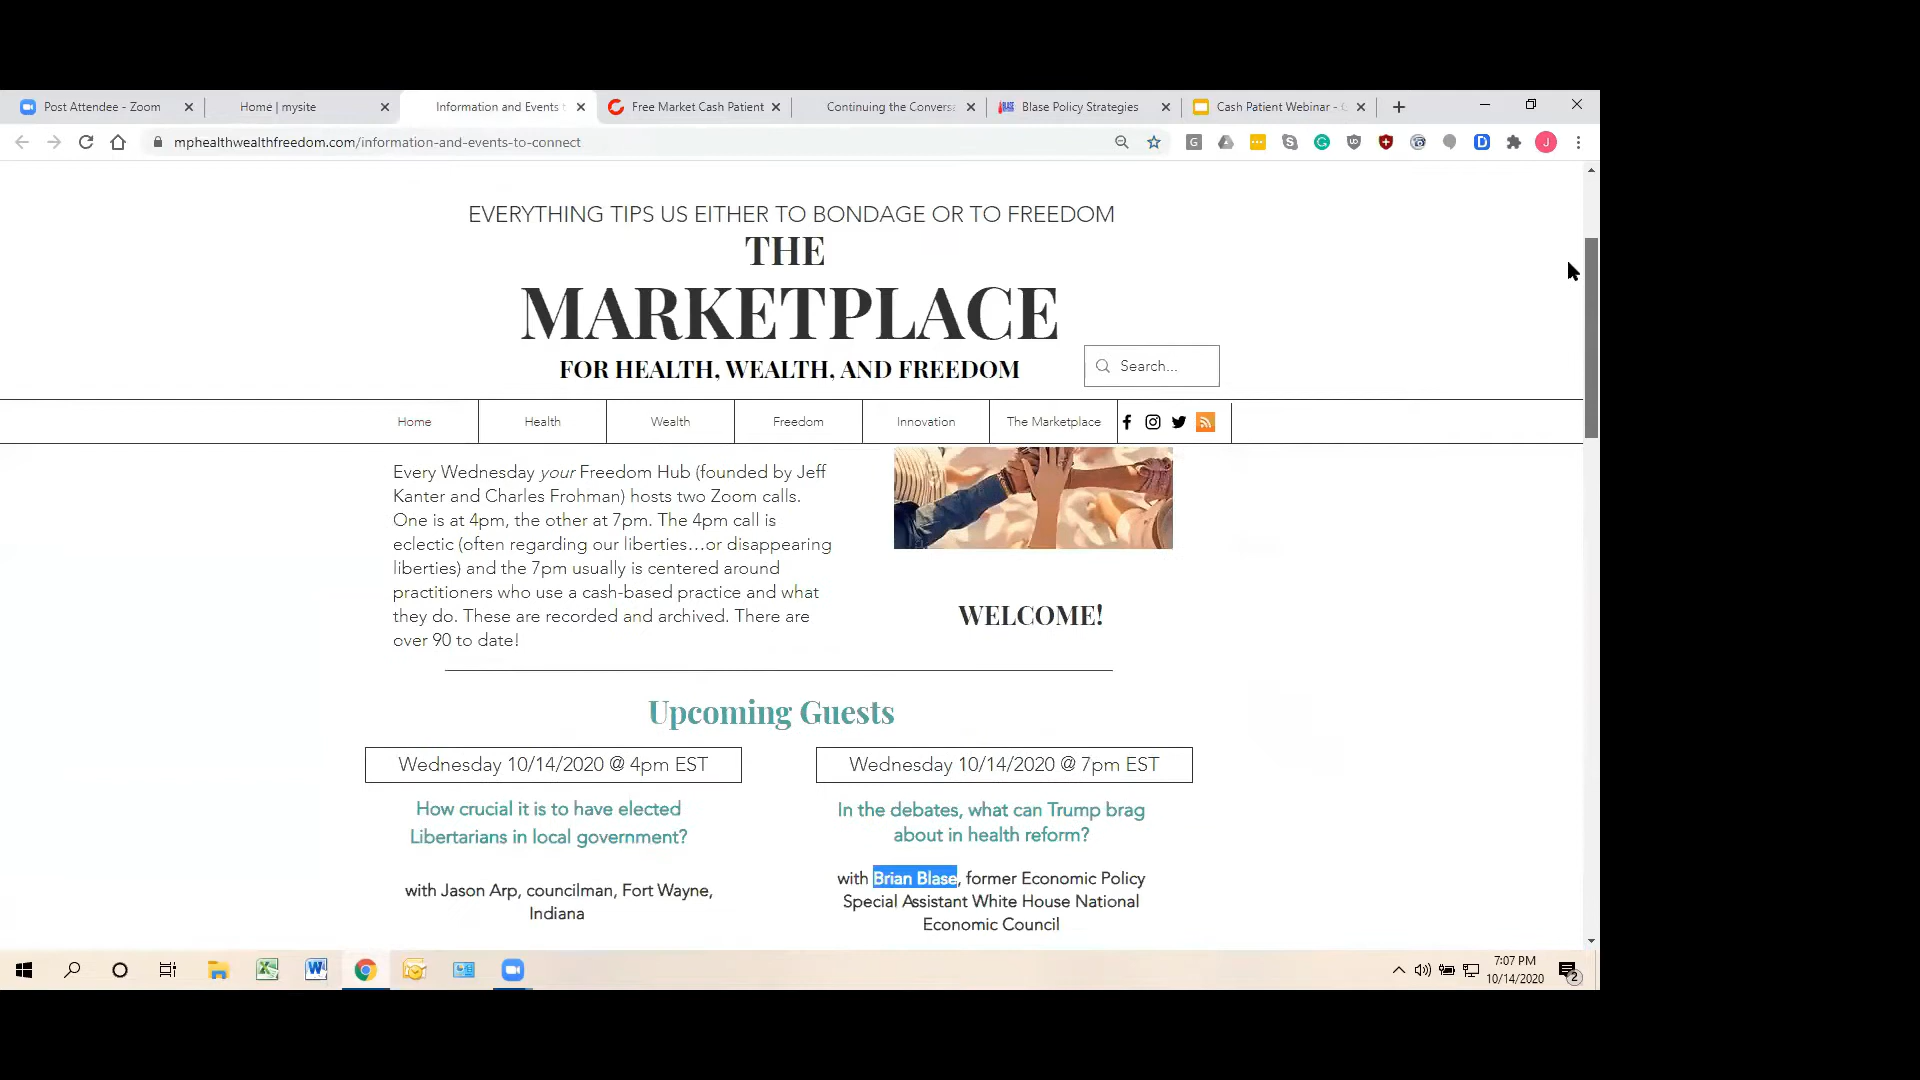 Post Attendee - Zoom
Home | mysite
Information and Events t
Free Market Cash Patient
Continuing the Convers
Blase Policy Strategies
Cash Patient Webinar -
mphealthwealthfreedom.com/information-and-events-to-connect
EVERYTHING TIPS US EITHER TO BONDAGE OR TO FREEDOM
THE
MARKETPLACE
FOR HEALTH, WEALTH, AND FREEDOM
Search...
Home
Health
Wealth
Freedom
Innovation
The Marketplace
Every Wednesday your Freedom Hub (founded by Jeff
Kanter and Charles Frohman) hosts two Zoom calls.
One is at 4pm, the other at 7pm. The 4pm call is
eclectic (often regarding our liberties...or disappearing
liberties) and the 7pm usually is centered around
practitioners who use a cash-based practice and what
they do. These are recorded and archived. There are
over 90 to date!
WELCOME!
Upcoming Guests
Wednesday 10/14/2020 @ 4pm EST
How crucial it is to have elected
Libertarians in local government?
with Jason Arp, councilman, Fort Wayne,
Indiana
Wednesday 10/14/2020 @ 7pm EST
In the debates, what can Trump brag
about in health reform?
with Brian Blase, former Economic Policy
Special Assistant White House National
Economic Council
7:07 PM
10/14/2020
2